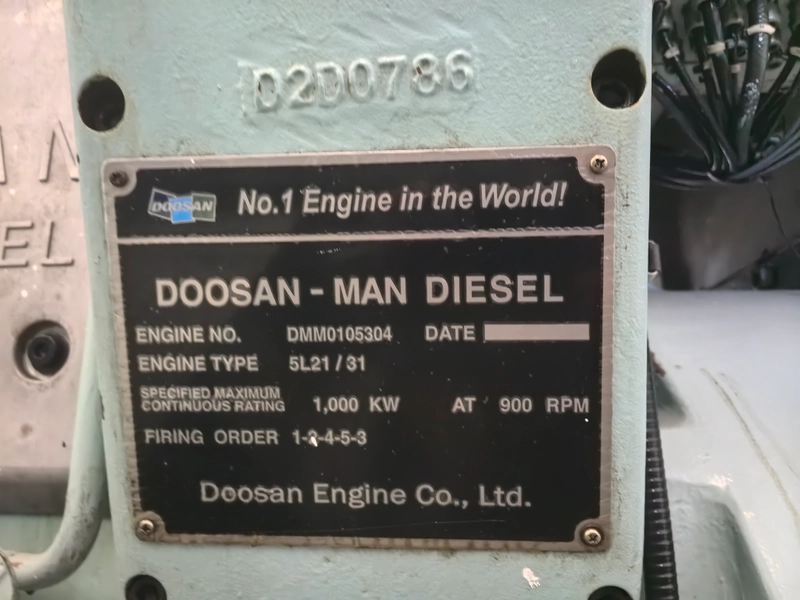 D2D0786
DOOSAN
No.1 Engine in the World!
DOOSAN - MAN DIESEL
ENGINE NO. DMM0105304 DATE
ENGINE TYPE 5L21 / 31
SPECIFIED MAXIMUM
CONTINUOUS RATING 1,000 KW AT 900 RPM
FIRING ORDER 1-2-4-5-3
Doosan Engine Co., Ltd.